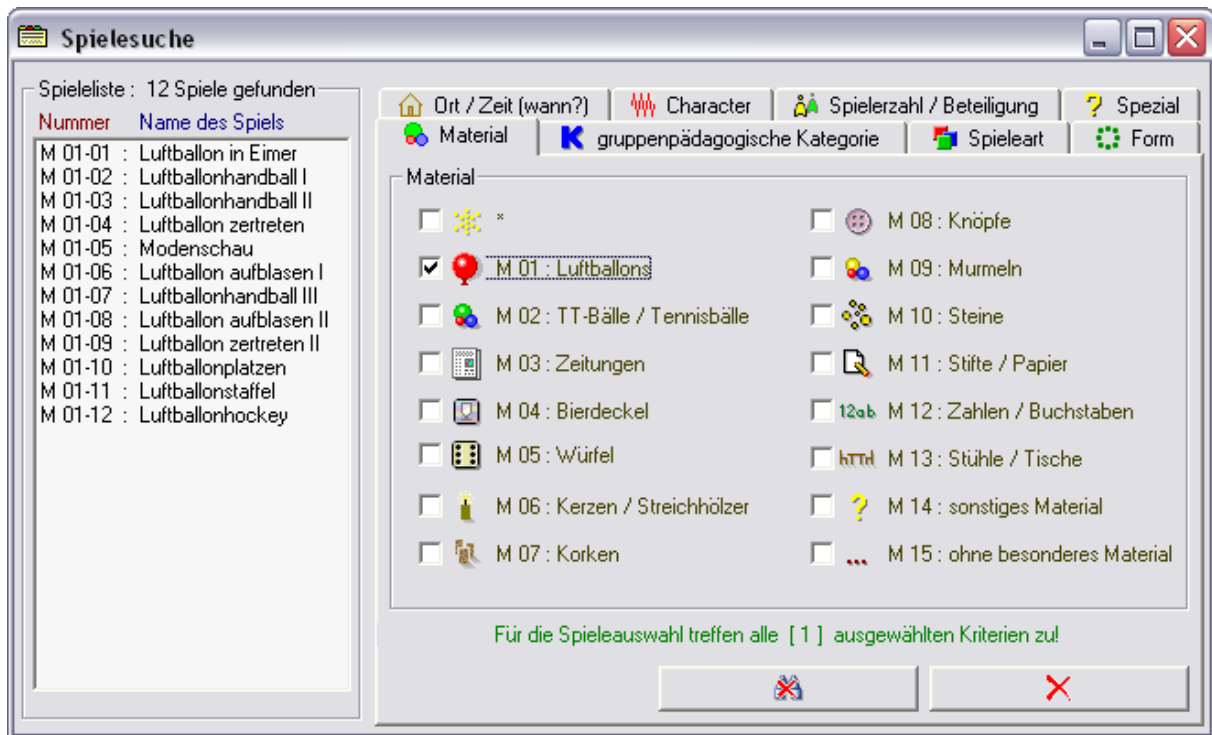 Spielesuche
Spieleliste : 12 Spiele gefunden
Nummer Name des Spiels
M 01-01 : Luftballon in Eimer
M 01-02 : Luftballonhandball I
M 01-03 : Luftballonhandball II
M 01-04 : Luftballon zertreten
M 01-05 : Modenschau
M 01-06 : Luftballon aufblasen I
M 01-07 : Luftballonhandball III
M 01-08 : Luftballon aufblasen II
M 01-09 : Luftballon zertreten II
M 01-10 : Luftballonplatzen
M 01-11 : Luftballonstaffel
M 01-12 : Luftballonhockey
Ort / Zeit (wann?) Character Spielerzahl / Beteiligung Spezial
Material gruppenpädagogische Kategorie Spieleart Form
Material
*
M 01 : Luftballons
M 02 : TT-Bälle / Tennisbälle
M 03 : Zeitungen
M 04 : Bierdeckel
M 05 : Würfel
M 06 : Kerzen / Streichhölzer
M 07 : Korken
M 08 : Knöpfe
M 09 : Murmeln
M 10 : Steine
M 11 : Stifte / Papier
12ab M 12 : Zahlen / Buchstaben
M 13 : Stühle / Tische
M 14 : sonstiges Material
M 15 : ohne besonderes Material
Für die Spieleauswahl treffen alle [ 1 ] ausgewählten Kriterien zu!